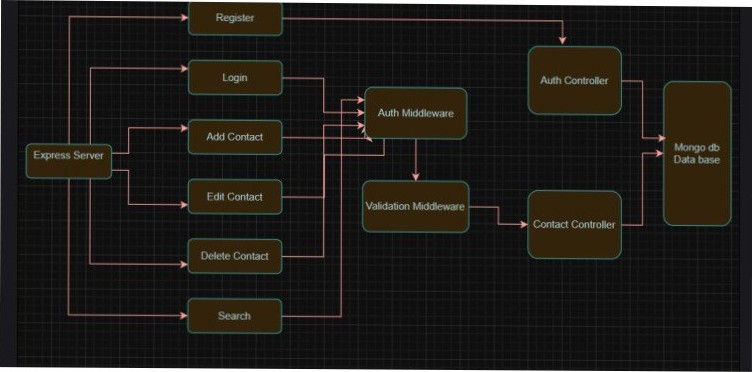 Register
Login
Auth Controller
Auth Middleware
Add Contact
Express Server
Mongo db
Data base
Edit Contact
Validation Middleware
Contact Controller
Delete Contact
Search